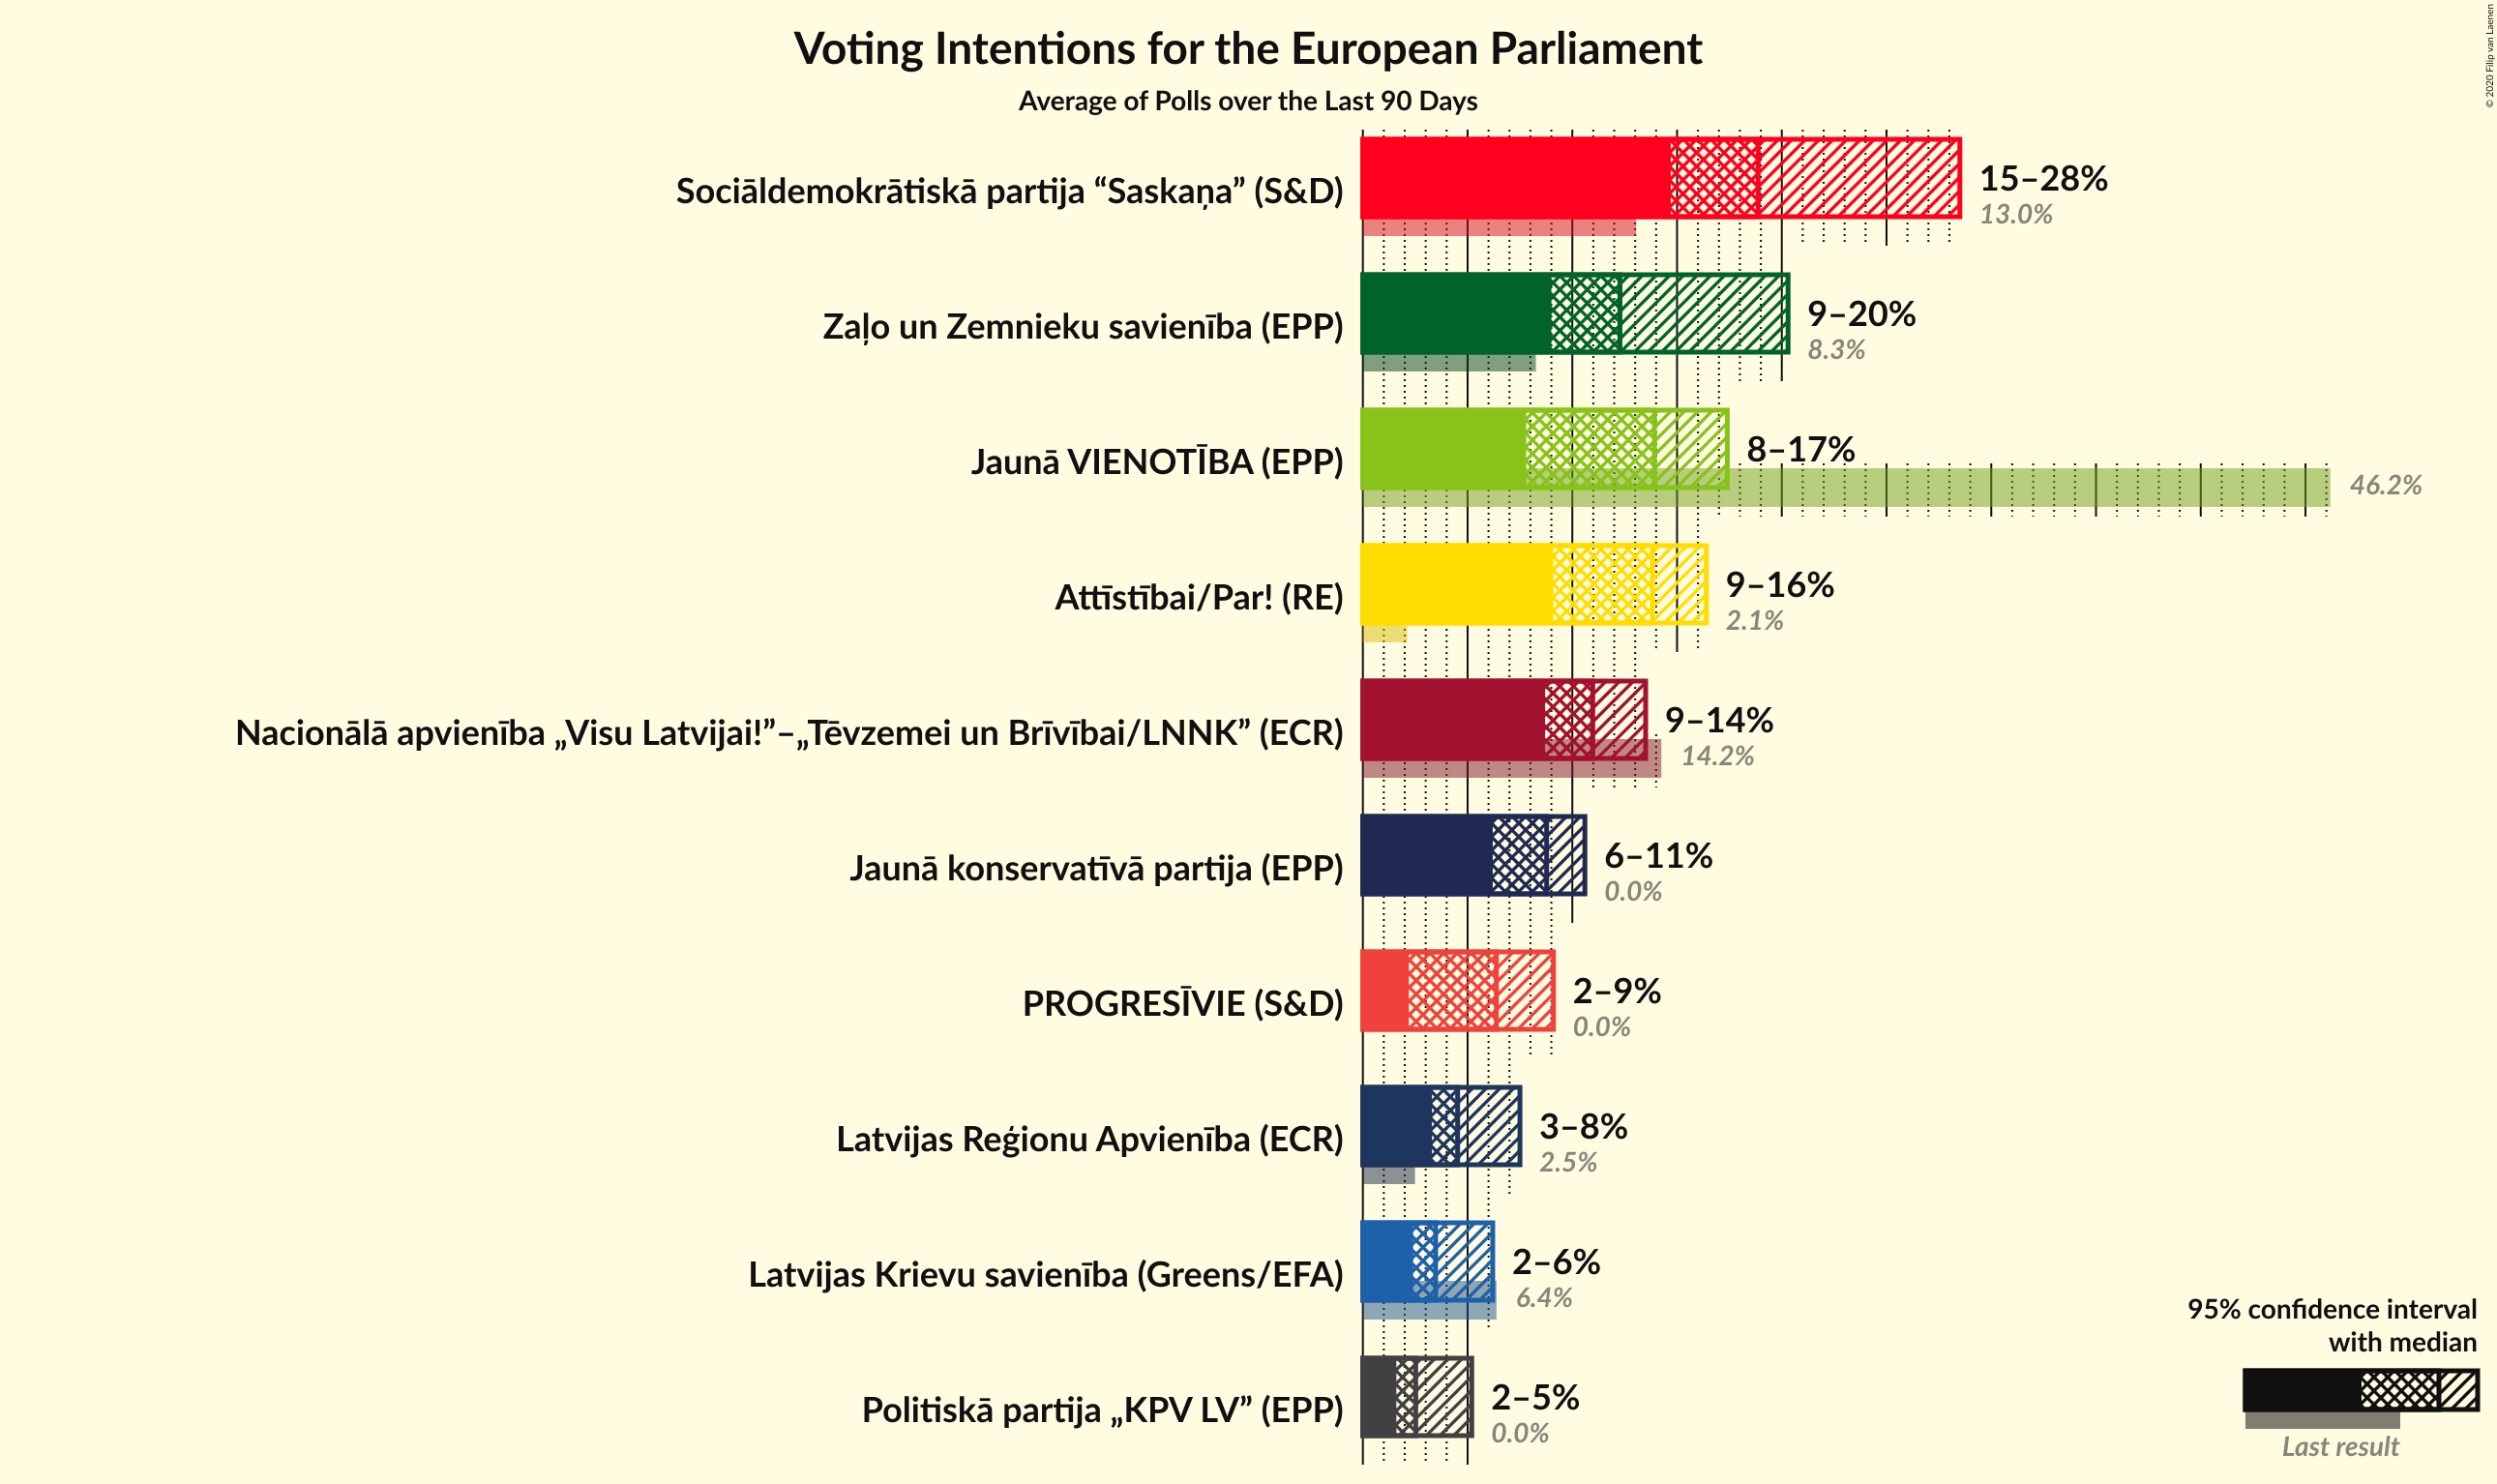 Voting Intentions for the European Parliament
Average of Polls over the Last 90 Days
© 2020 Filip van Laenen
Sociāldemokrātiskā partija “Saskaņa” (S&D)
15–28%
13.0%
Zaļo un Zemnieku savienība (EPP)
9–20%
8.3%
Jaunā VIENOTĪBA (EPP)
8–17%
46.2%
Attīstībai/Par! (RE)
9–16%
2.1%
Nacionālā apvienība „Visu Latvijai!”–„Tēvzemei un Brīvībai/LNNK” (ECR)
9–14%
14.2%
Jaunā konservatīvā partija (EPP)
6–11%
0.0%
PROGRESĪVIE (S&D)
2–9%
0.0%
Latvijas Reģionu Apvienība (ECR)
3–8%
2.5%
Latvijas Krievu savienība (Greens/EFA)
2–6%
6.4%
Politiskā partija „KPV LV” (EPP)
2–5%
0.0%
95% confidence interval
with median
Last result